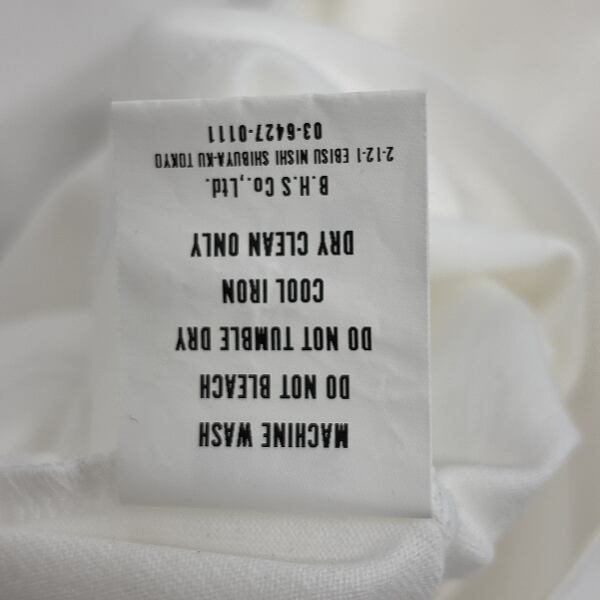 MACHINE WASH
DO NOT BLEACH
DO NOT TUMBLE DRY
COOL IRON
DRY CLEAN ONLY
B.H.S Co.,Ltd.
2-12-1 EBISU NISHI SHIBUYA-KU TOKYO
03-6427-0111